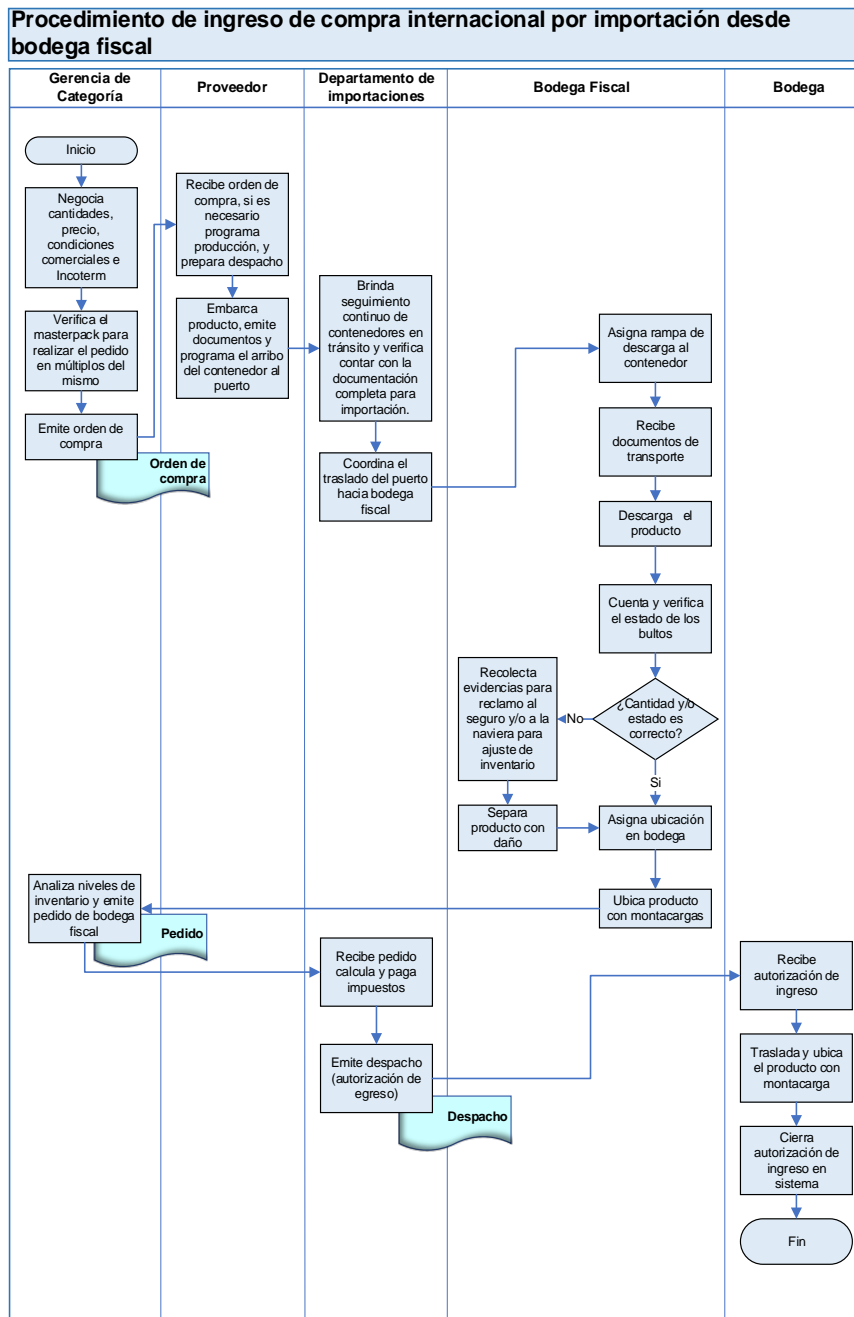 Procedimiento de ingreso de compra internacional por importación desde
bodega fiscal
Gerencia de
Categoría
Proveedor
Departamento de
importaciones
Bodega Fiscal
Bodega
Inicio
Negocia
cantidades,
precio,
condiciones
comerciales e
Incoterm
Verifica el
masterpack para
realizar el pedido
en múltiplos del
mismo
Emite orden de
compra
Orden de
compra
Recibe orden de
compra, si es
necesario
programa
producción, y
prepara despacho
Embarca
producto, emite
documentos y
programa el arribo
del contenedor al
puerto
Brinda
seguimiento
continuo de
contenedores en
tránsito y verifica
contar con la
documentación
completa para
importación.
Coordina el
traslado del puerto
hacia bodega
fiscal
Asigna rampa de
descarga al
contenedor
Recibe
documentos de
transporte
Descarga el
producto
Cuenta y verifica
el estado de los
bultos
¿Cantidad y/o
estado es
correcto?
No
Si
Recolecta
evidencias para
reclamo al
seguro y/o a la
naviera para
ajuste de
inventario
Separa
producto con
daño
Asigna ubicación
en bodega
Ubica producto
con montacargas
Analiza niveles de
inventario y emite
pedido de bodega
fiscal
Pedido
Recibe pedido
calcula y paga
impuestos
Emite despacho
(autorización de
egreso)
Despacho
Recibe
autorización de
ingreso
Traslada y ubica
el producto con
montacarga
Cierra
autorización de
ingreso en
sistema
Fin